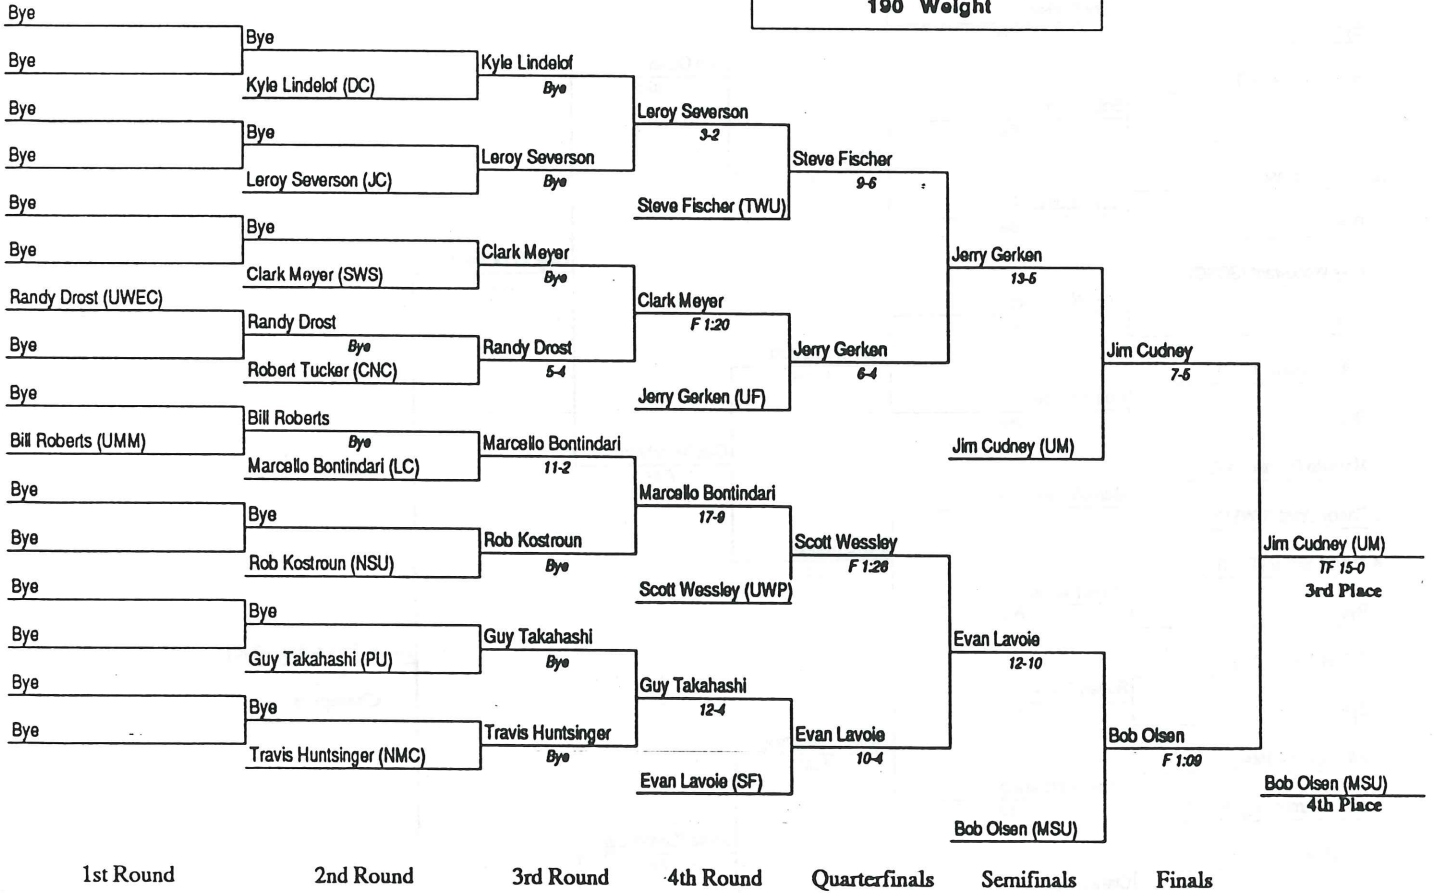 190 Weight
Bye
Bye
Bye
Bye
Bye
Bye
Randy Drost (UWEC)
Bye
Bye
Bill Roberts (UMM)
Bye
Bye
Bye
Bye
Bye
Bye
1st Round
Bye
Kyle Lindelof (DC)
Bye
Leroy Severson (JC)
Bye
Clark Meyer (SWS)
Randy Drost
Bye
Robert Tucker (CNC)
Bill Roberts
Bye
Marcello Bontindari (LC)
Bye
Rob Kostroun (NSU)
Bye
Guy Takahashi (PU)
Bye
Travis Huntsinger (NMC)
2nd Round
Kyle Lindelof
Bye
Leroy Severson
Bye
Clark Meyer
Bye
Randy Drost
5-4
Marcello Bontindari
11-2
Rob Kostroun
Bye
Guy Takahashi
Bye
Travis Huntsinger
Bye
3rd Round
Leroy Severson
3-2
Steve Fischer (TWU)
Clark Meyer
F 1:20
Jerry Gerken (UF)
Marcello Bontindari
17-9
Scott Wessley (UWP)
Guy Takahashi
12-4
Evan Lavoie (SF)
4th Round
Steve Fischer
9-6
Jerry Gerken
6-4
Scott Wessley
F 1:26
Evan Lavoie
10-4
Quarterfinals
Jerry Gerken
13-5
Jim Cudney (UM)
Evan Lavoie
12-10
Bob Olsen (MSU)
Semifinals
Jim Cudney
7-5
Bob Olsen
F 1:09
Finals
Jim Cudney (UM)
TF 15-0
3rd Place
Bob Olsen (MSU)
4th Place